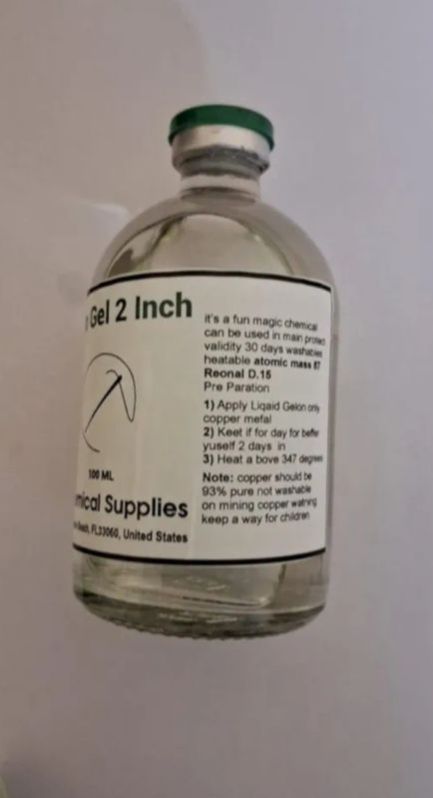 Gel 2 Inch
100 ML
mical Supplies
Beach, FL33060, United States
it's a fun magic chemical
can be used in main protect
validity 30 days washables
heatable atomic mass 87
Reonal D.15
Pre Paration
1) Apply Liqaid Gelon only
copper mefal
2) Keet if for day for beffer
yuself 2 days in
3) Heat a bove 347 degrees
Note: copper should be
93% pure not washable
on mining copper watning
keep a way for children